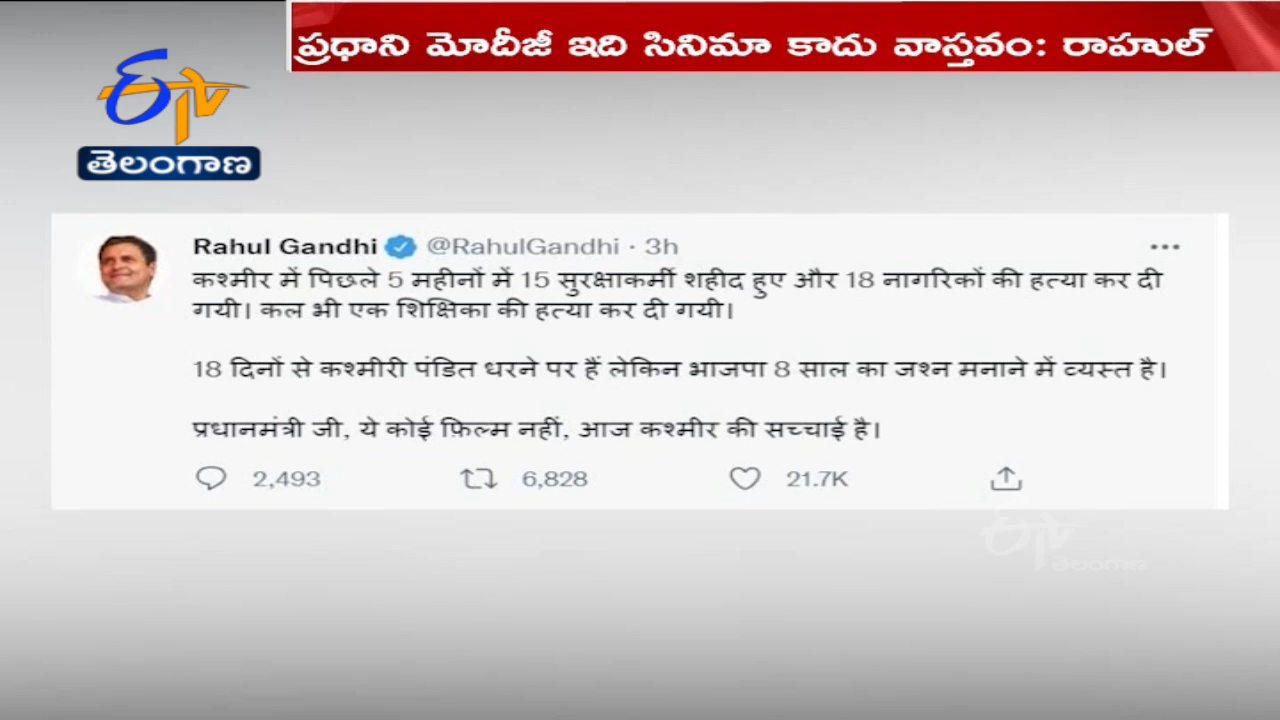 ప్రధాని మోదీజీ ఇది సినిమా కాదు వాస్తవం: రాహుల్
ETV
తెలంగాణ
Rahul Gandhi @RahulGandhi · 3h
कश्मीर में पिछले 5 महीनों में 15 सुरक्षाकर्मी शहीद हुए और 18 नागरिकों की हत्या कर दी
गयी। कल भी एक शिक्षिका की हत्या कर दी गयी।
18 दिनों से कश्मीरी पंडित धरने पर हैं लेकिन भाजपा 8 साल का जश्न मनाने में व्यस्त है।
प्रधानमंत्री जी, ये कोई फ़िल्म नहीं, आज कश्मीर की सच्चाई है।
2,493 6,828 21.7K
ETV
తెలంగాణ